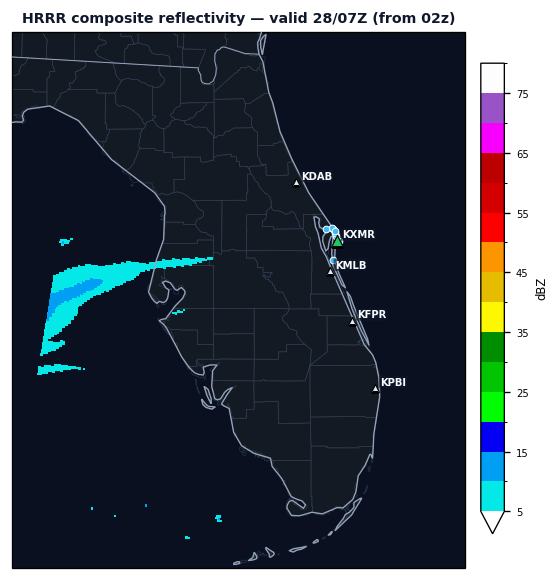 HRRR composite reflectivity — valid 28/07Z (from 02z)
75
65
55
45
35
25
15
5
dBZ
KDAB
KXMR
KMLB
KFPR
KPBI